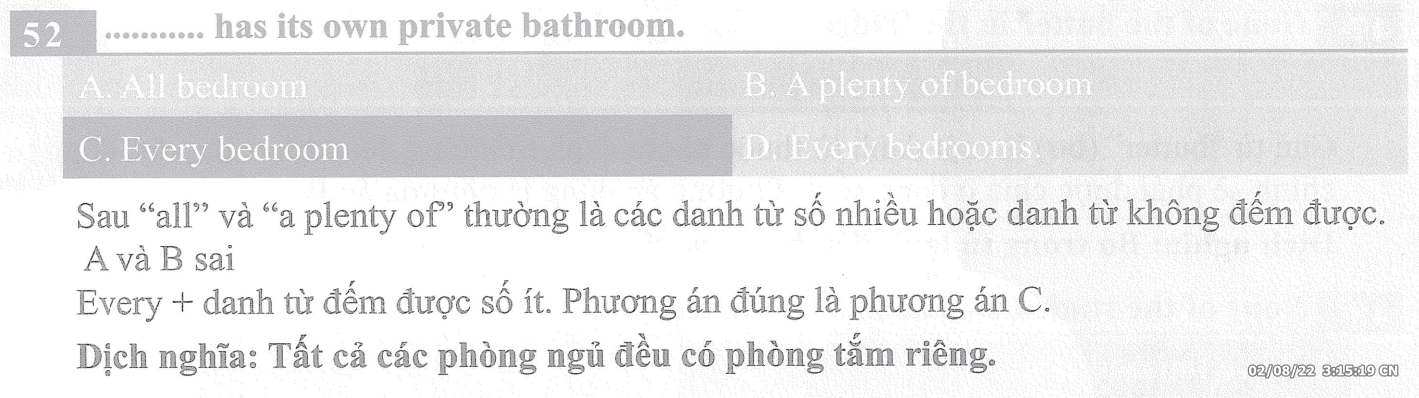 52 ............ has its own private bathroom.
A. All bedroom B. A plenty of bedroom
C. Every bedroom D. Every bedrooms.
Sau “all” và “a plenty of” thường là các danh từ số nhiều hoặc danh từ không đếm được.
A và B sai
Every + danh từ đếm được số ít. Phương án đúng là phương án C.
Dịch nghĩa: Tất cả các phòng ngủ đều có phòng tắm riêng.
02/08/22 3:15:19 CN